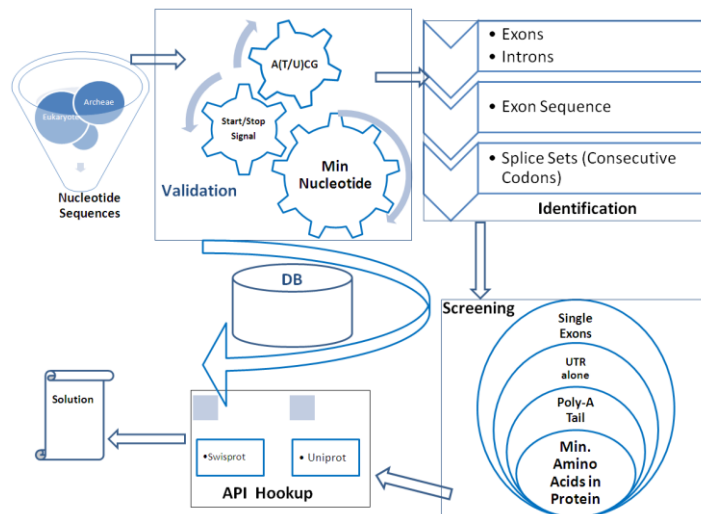 Archeae
Eukaryote
Nucleotide
Sequences
A(T/U)CG
Start/Stop
Signal
Min
Nucleotide
Validation
• Exons
• Introns
• Exon Sequence
• Splice Sets (Consecutive
Codons)
Identification
DB
Screening
Single
Exons
UTR
alone
Poly-A
Tail
Min.
Amino
Acids in
Protein
Solution
•Swisprot
• Uniprot
API Hookup